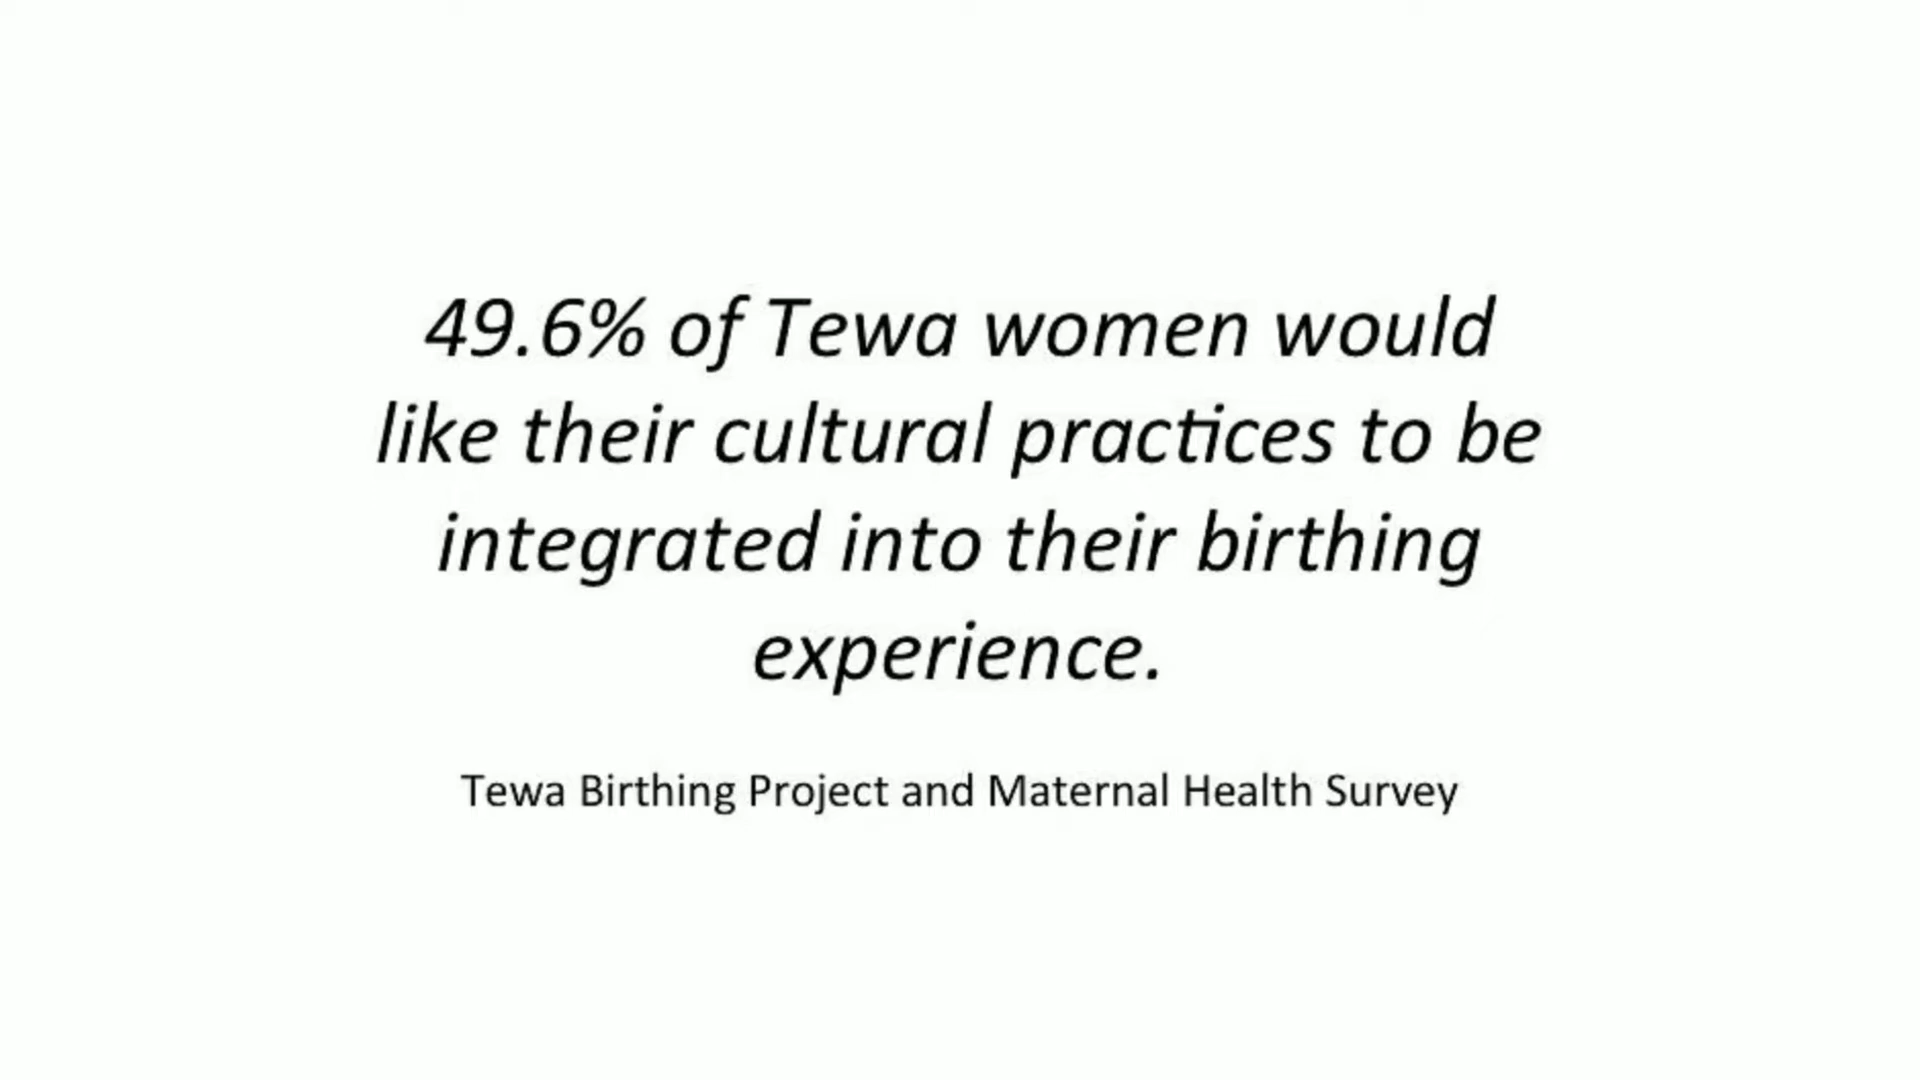 49.6% of Tewa women would
like their cultural practices to be
integrated into their birthing
experience.
Tewa Birthing Project and Maternal Health Survey